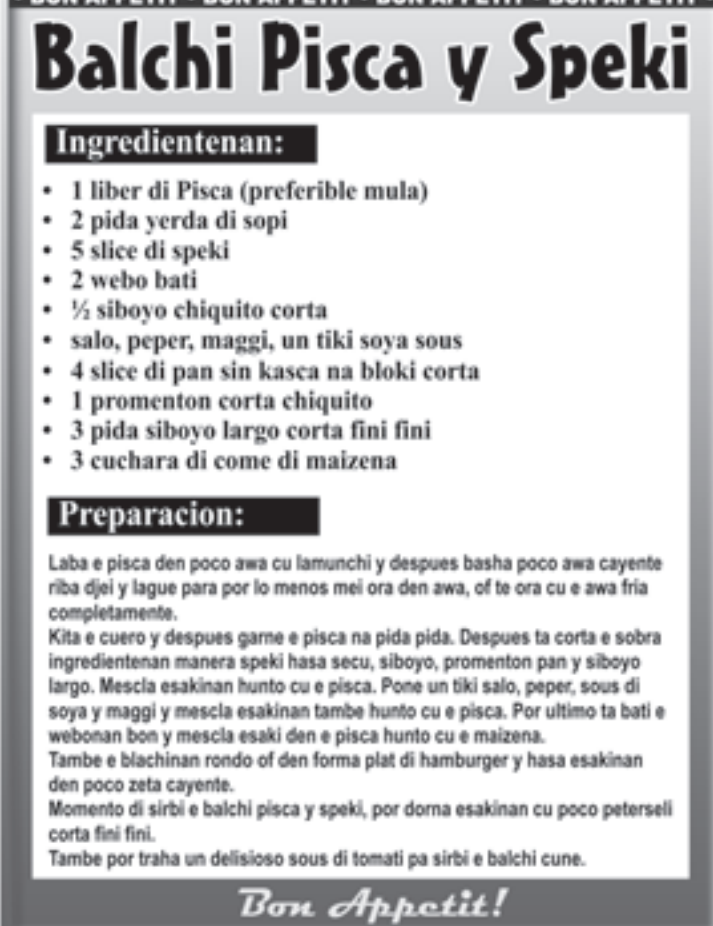 BON APPETIT • BON APPETIT • BON APPETIT • BON APPETIT
Balchi Pisca y Speki
Ingredientenan:
• 1 liber di Pisca (preferible mula)
• 2 pida yerda di sopi
• 5 slice di speki
• 2 webo bati
• ½ siboyo chiquito corta
• salo, peper, maggi, un tiki soya sous
• 4 slice di pan sin kasca na bloki corta
• 1 promenton corta chiquito
• 3 pida siboyo largo corta fini fini
• 3 cuchara di come di maizena
Preparacion:
Laba e pisca den poco awa cu lamunchi y despues basha poco awa cayente
riba djei y lague para por lo menos mei ora den awa, of te ora cu e awa fria
completamente.
Kita e cuero y despues garne e pisca na pida pida. Despues ta corta e sobra
ingredientenan manera speki hasa secu, siboyo, promenton pan y siboyo
largo. Mescla esakinan hunto cu e pisca. Pone un tiki salo, peper, sous di
soya y maggi y mescla esakinan tambe hunto cu e pisca. Por ultimo ta bati e
webonan bon y mescla esaki den e pisca hunto cu e maizena.
Tambe e blachinan rondo of den forma plat di hamburger y hasa esakinan
den poco zeta cayente.
Momento di sirbi e balchi pisca y speki, por dorna esakinan cu poco peterseli
corta fini fini.
Tambe por traha un delisioso sous di tomati pa sirbi e balchi cune.
Bon Appetit!